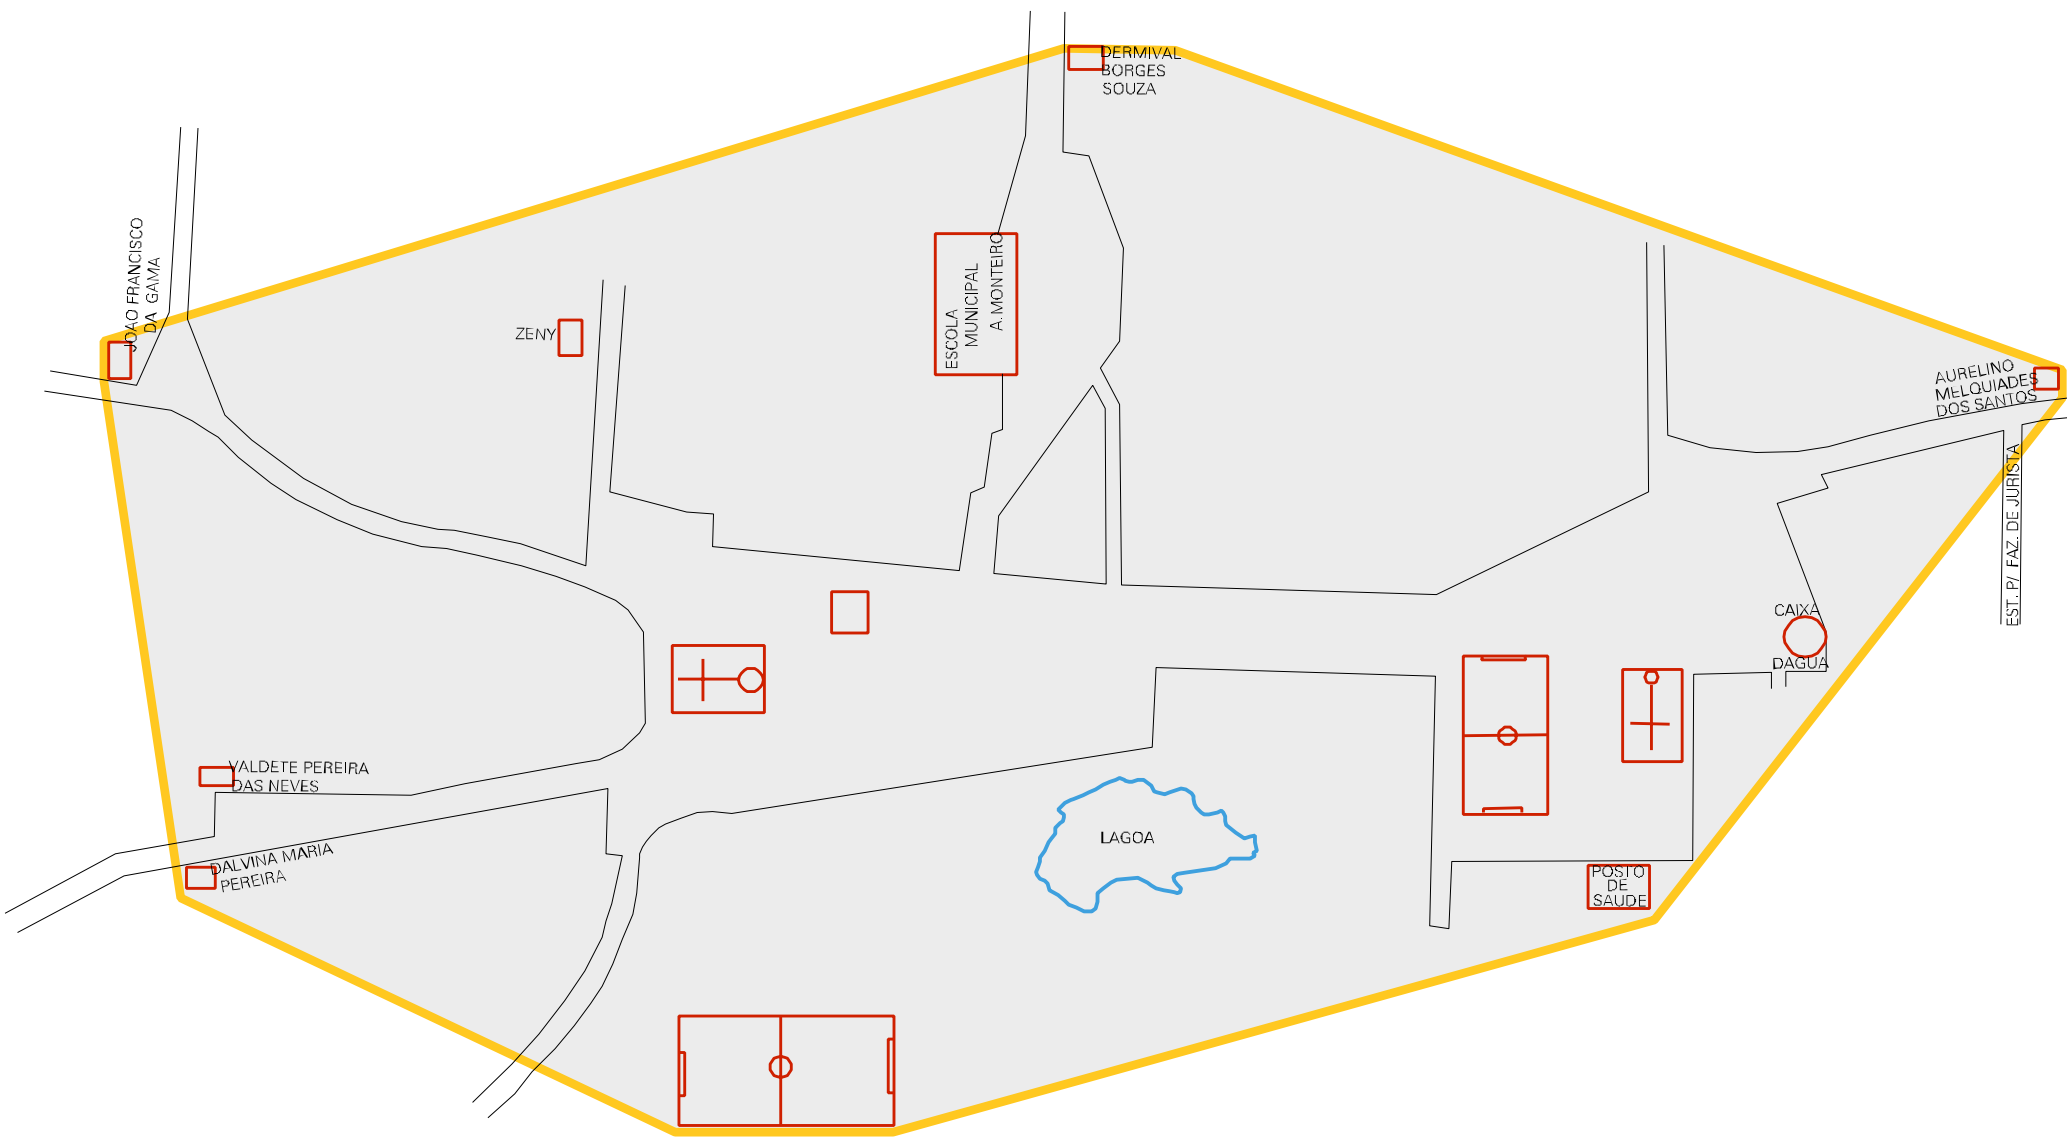 DERMIVAL
BORGES
SOUZA
JOAO FRANCISCO
DA GAMA
ZENY
ESCOLA
MUNICIPAL
A. MONTEIRO
AURELINO
MELQUIADES
DOS SANTOS
EST. P/ FAZ. DE JURISTA
CAIXA
DAGUA
VALDETE PEREIRA
DAS NEVES
DALVINA MARIA
PEREIRA
LAGOA
POSTO
DE
SAUDE